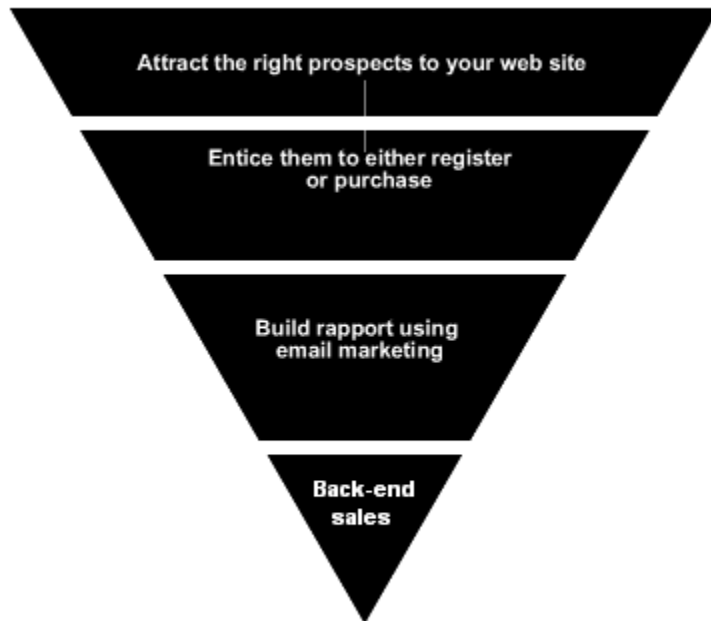 Attract the right prospects to your web site
Entice them to either register
or purchase
Build rapport using
email marketing
Back-end
sales